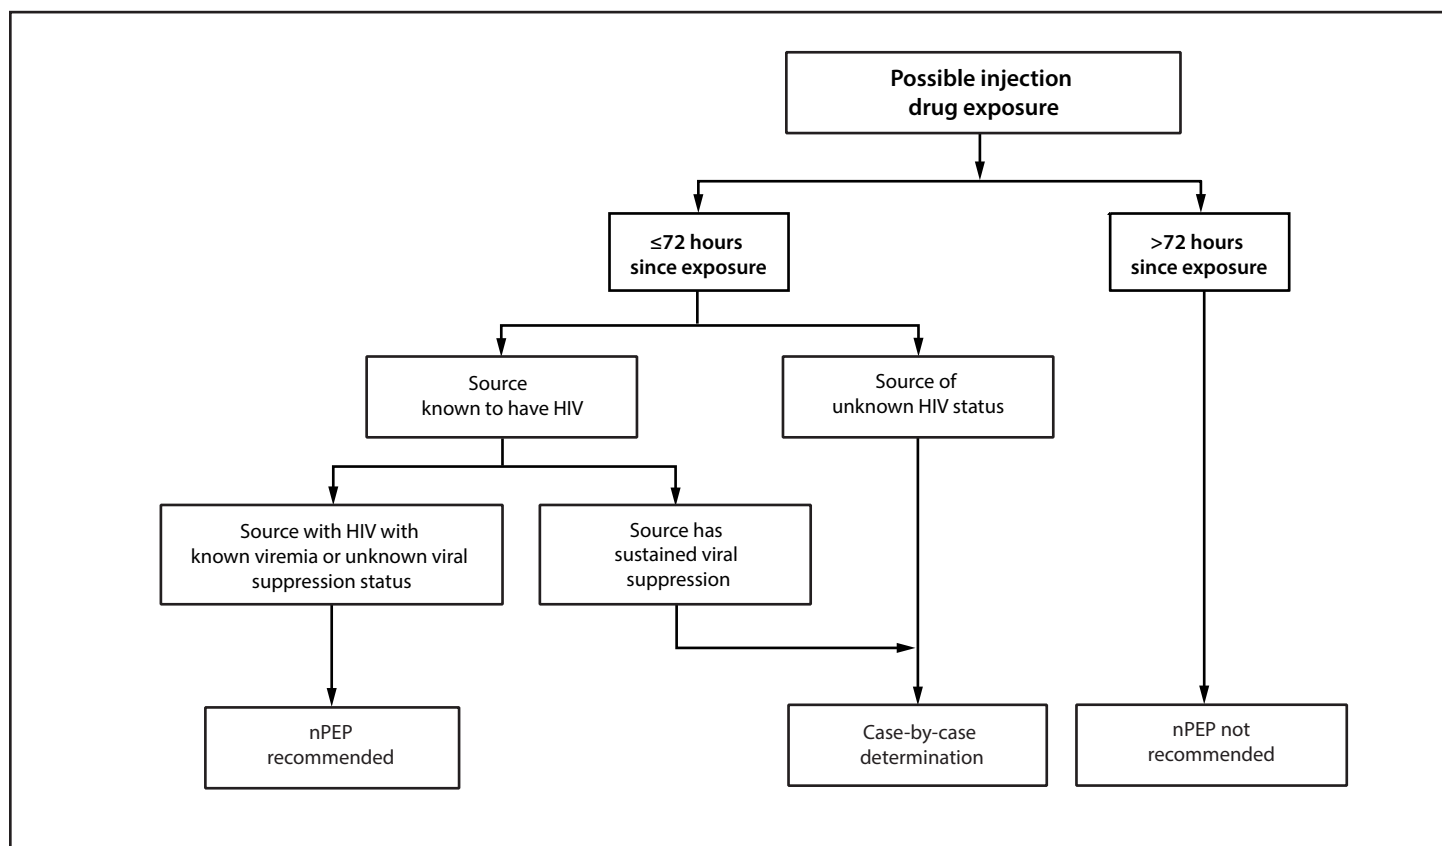 Possible injection
drug exposure
≤72 hours
since exposure
>72 hours
since exposure
Source
known to have HIV
Source of
unknown HIV status
Source with HIV with
known viremia or unknown viral
suppression status
Source has
sustained viral
suppression
nPEP
recommended
Case-by-case
determination
nPEP not
recommended